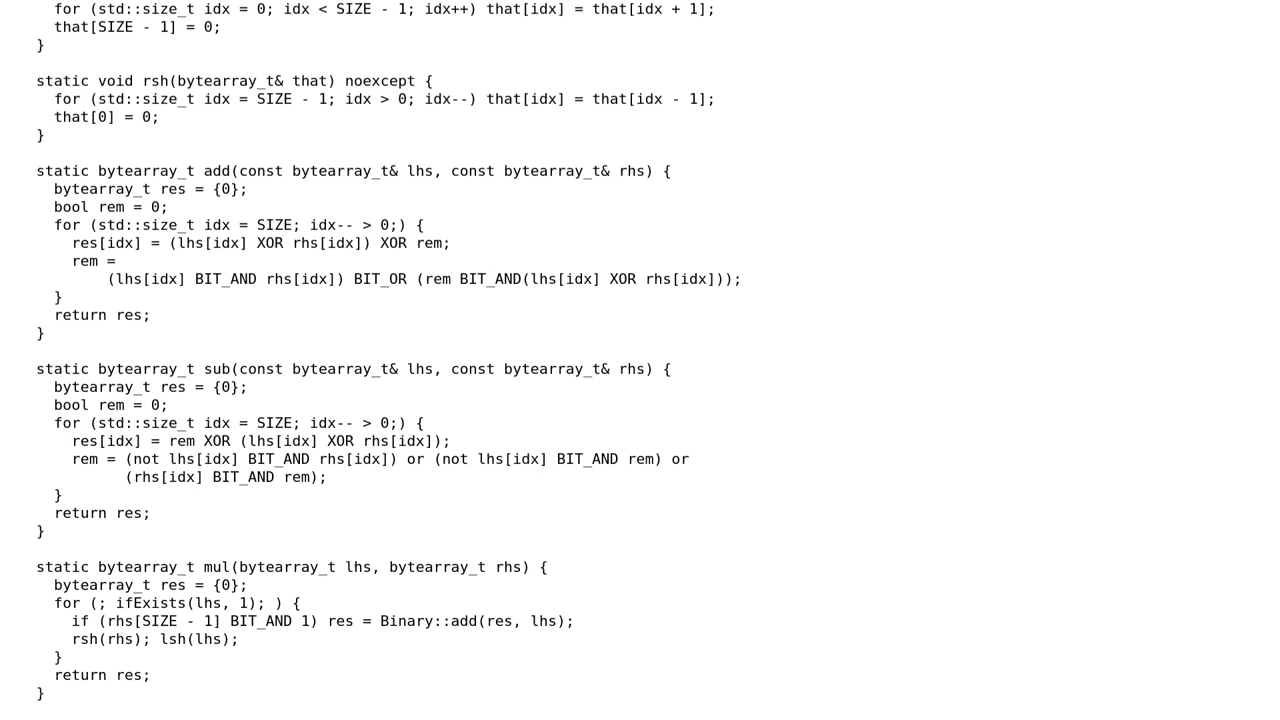 for (std::size_t idx = 0; idx < SIZE - 1; idx++) that[idx] = that[idx + 1];
that[SIZE - 1] = 0;
}
static void rsh(bytearray_t& that) noexcept {
for (std::size_t idx = SIZE - 1; idx > 0; idx--) that[idx] = that[idx - 1];
that[0] = 0;
}
static bytearray_t add(const bytearray_t& lhs, const bytearray_t& rhs) {
bytearray_t res = {0};
bool rem = 0;
for (std::size_t idx = SIZE; idx-- > 0;) {
res[idx] = (lhs[idx] XOR rhs[idx]) XOR rem;
rem =
(lhs[idx] BIT_AND rhs[idx]) BIT_OR (rem BIT_AND(lhs[idx] XOR rhs[idx]));
}
return res;
}
static bytearray_t sub(const bytearray_t& lhs, const bytearray_t& rhs) {
bytearray_t res = {0};
bool rem = 0;
for (std::size_t idx = SIZE; idx-- > 0;) {
res[idx] = rem XOR (lhs[idx] XOR rhs[idx]);
rem = (not lhs[idx] BIT_AND rhs[idx]) or (not lhs[idx] BIT_AND rem) or
(rhs[idx] BIT_AND rem);
}
return res;
}
static bytearray_t mul(bytearray_t lhs, bytearray_t rhs) {
bytearray_t res = {0};
for (; ifExists(lhs, 1); ) {
if (rhs[SIZE - 1] BIT_AND 1) res = Binary::add(res, lhs);
rsh(rhs); lsh(lhs);
}
return res;
}